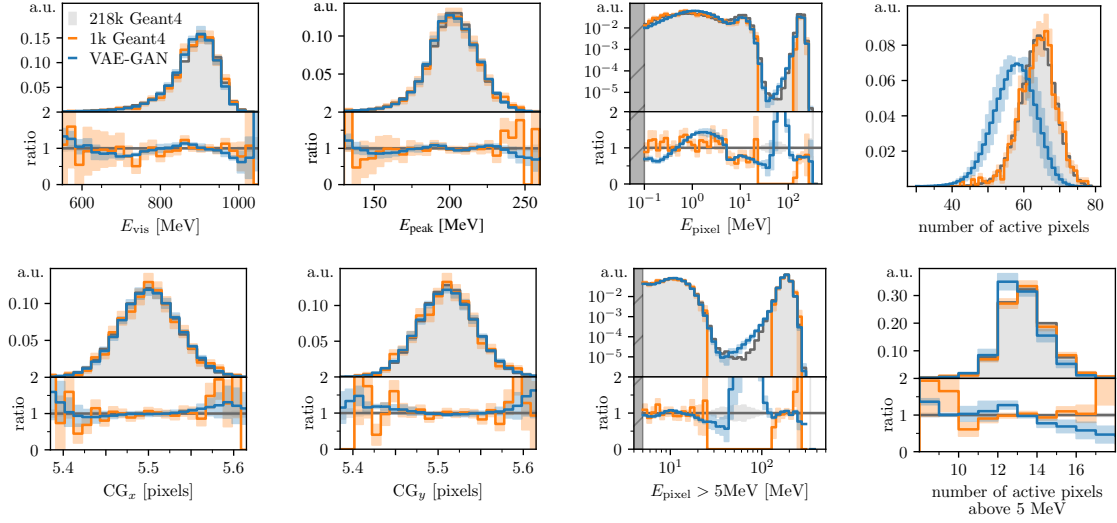 a.u.
218k Geant4
1k Geant4
VAE-GAN
0.15
0.10
0.05
2
ratio
1
0
600
800
1000
E_vis [MeV]
a.u.
0.10
0.05
2
ratio
1
0
150
200
250
E_peak [MeV]
a.u.
10^−2
10^−3
10^−4
10^−5
2
ratio
1
0
10^−1
10^0
10^1
10^2
E_pixel [MeV]
a.u.
0.08
0.06
0.04
0.02
40
60
80
number of active pixels
a.u.
0.10
0.05
2
ratio
1
0
5.4
5.5
5.6
CG_x [pixels]
a.u.
0.10
0.05
2
ratio
1
0
5.4
5.5
5.6
CG_y [pixels]
a.u.
10^−2
10^−3
10^−4
10^−5
2
ratio
1
0
10^1
10^2
E_pixel > 5MeV [MeV]
a.u.
0.30
0.20
0.10
2
ratio
1
0
10
12
14
16
number of active pixels
above 5 MeV